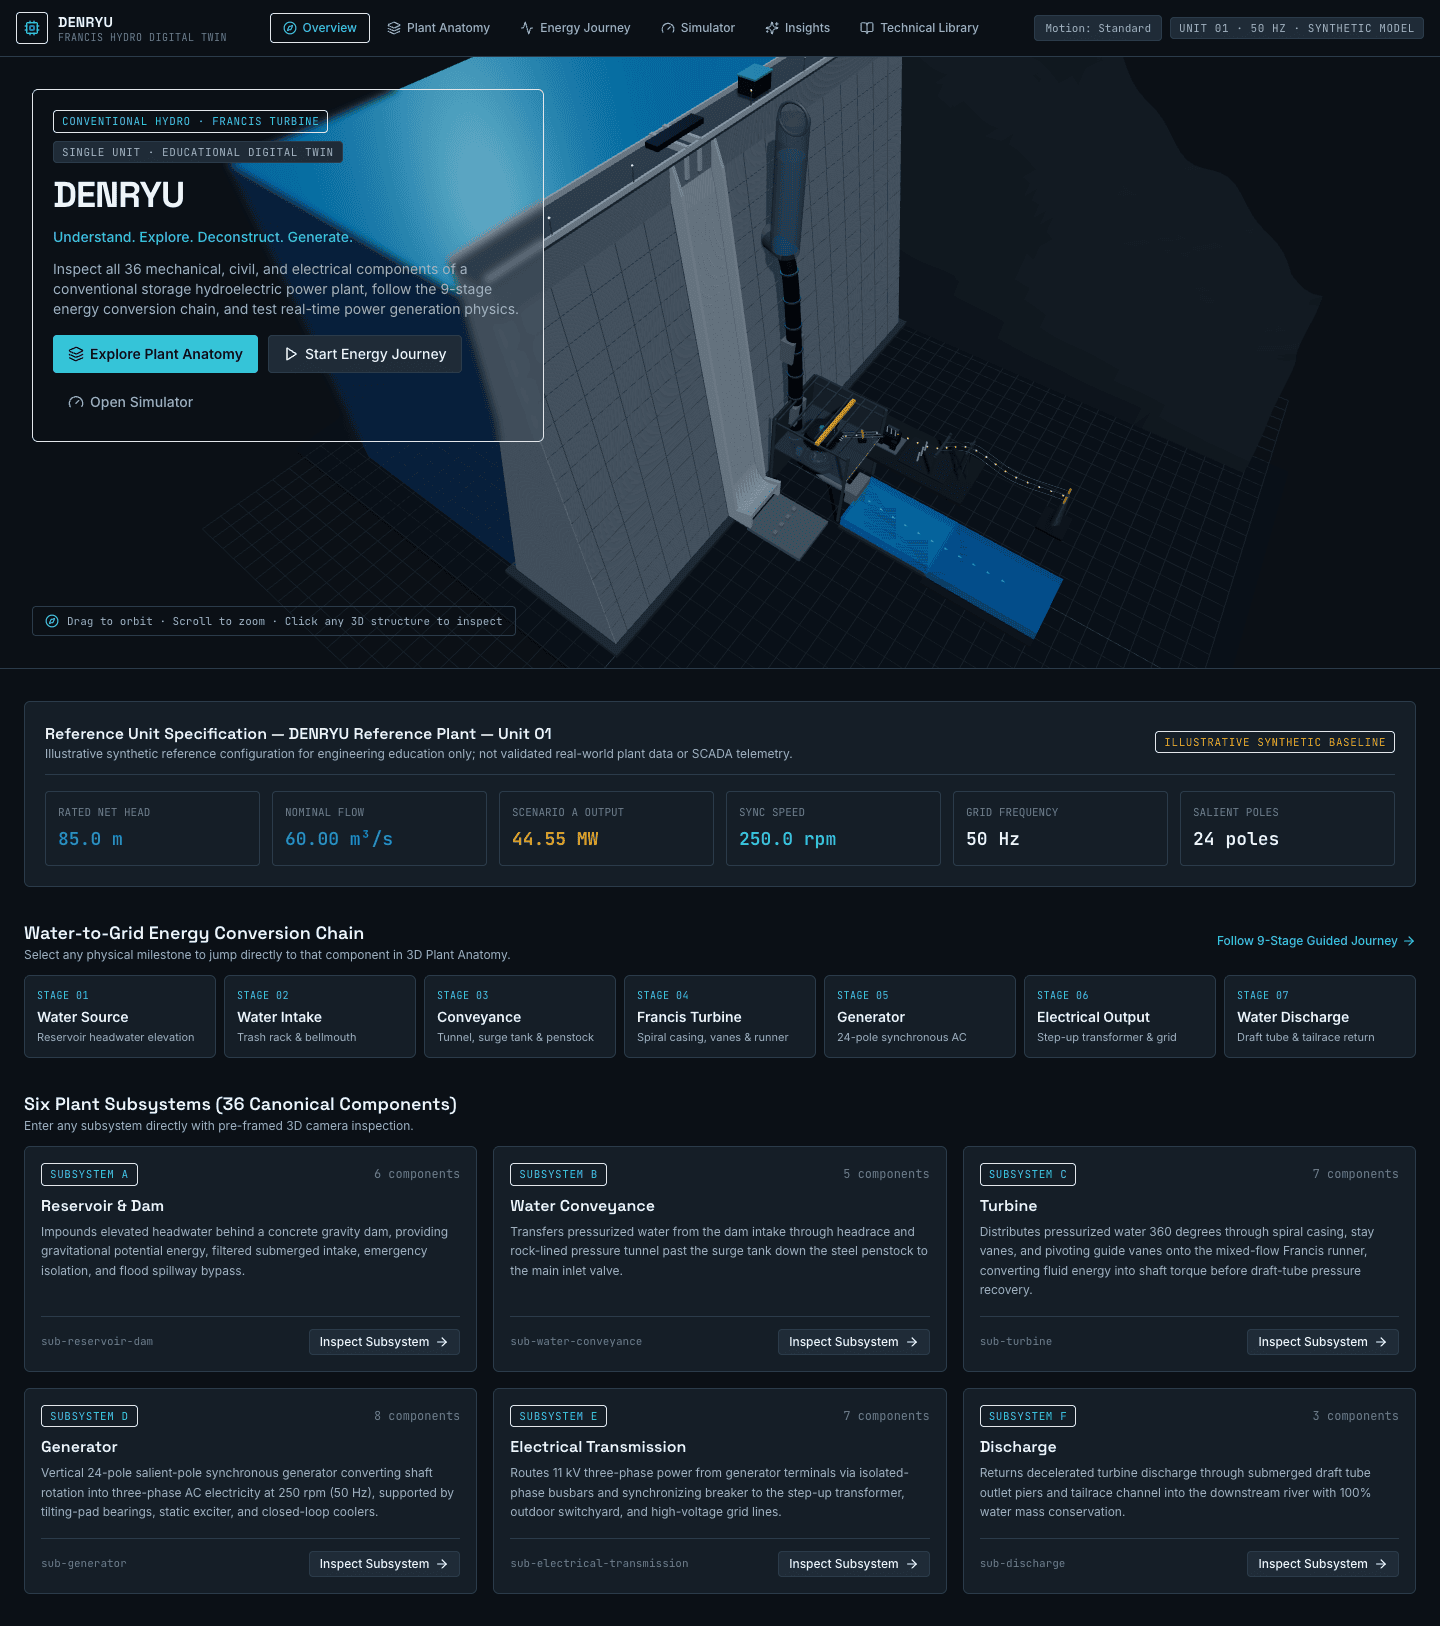 DENRYU
FRANCIS HYDRO DIGITAL TWIN
Overview
Plant Anatomy
Energy Journey
Simulator
Insights
Technical Library
Motion: Standard
UNIT 01 · 50 HZ · SYNTHETIC MODEL
CONVENTIONAL HYDRO · FRANCIS TURBINE
SINGLE UNIT · EDUCATIONAL DIGITAL TWIN
DENRYU
Understand. Explore. Deconstruct. Generate.
Inspect all 36 mechanical, civil, and electrical components of a
conventional storage hydroelectric power plant, follow the 9-stage
energy conversion chain, and test real-time power generation physics.
Explore Plant Anatomy
Start Energy Journey
Open Simulator
Drag to orbit · Scroll to zoom · Click any 3D structure to inspect
Reference Unit Specification — DENRYU Reference Plant — Unit 01
Illustrative synthetic reference configuration for engineering education only; not validated real-world plant data or SCADA telemetry.
ILLUSTRATIVE SYNTHETIC BASELINE
RATED NET HEAD
85.0 m
NOMINAL FLOW
60.00 m³/s
SCENARIO A OUTPUT
44.55 MW
SYNC SPEED
250.0 rpm
GRID FREQUENCY
50 Hz
SALIENT POLES
24 poles
Water-to-Grid Energy Conversion Chain
Select any physical milestone to jump directly to that component in 3D Plant Anatomy.
Follow 9-Stage Guided Journey →
STAGE 01
Water Source
Reservoir headwater elevation
STAGE 02
Water Intake
Trash rack & bellmouth
STAGE 03
Conveyance
Tunnel, surge tank & penstock
STAGE 04
Francis Turbine
Spiral casing, vanes & runner
STAGE 05
Generator
24-pole synchronous AC
STAGE 06
Electrical Output
Step-up transformer & grid
STAGE 07
Water Discharge
Draft tube & tailrace return
Six Plant Subsystems (36 Canonical Components)
Enter any subsystem directly with pre-framed 3D camera inspection.
SUBSYSTEM A
6 components
Reservoir & Dam
Impounds elevated headwater behind a concrete gravity dam, providing
gravitational potential energy, filtered submerged intake, emergency
isolation, and flood spillway bypass.
sub-reservoir-dam
Inspect Subsystem →
SUBSYSTEM B
5 components
Water Conveyance
Transfers pressurized water from the dam intake through headrace and
rock-lined pressure tunnel past the surge tank down the steel penstock to
the main inlet valve.
sub-water-conveyance
Inspect Subsystem →
SUBSYSTEM C
7 components
Turbine
Distributes pressurized water 360 degrees through spiral casing, stay
vanes, and pivoting guide vanes onto the mixed-flow Francis runner,
converting fluid energy into shaft torque before draft-tube pressure
recovery.
sub-turbine
Inspect Subsystem →
SUBSYSTEM D
8 components
Generator
Vertical 24-pole salient-pole synchronous generator converting shaft
rotation into three-phase AC electricity at 250 rpm (50 Hz), supported by
tilting-pad bearings, static exciter, and closed-loop coolers.
sub-generator
Inspect Subsystem →
SUBSYSTEM E
7 components
Electrical Transmission
Routes 11 kV three-phase power from generator terminals via isolated-
phase busbars and synchronizing breaker to the step-up transformer,
outdoor switchyard, and high-voltage grid lines.
sub-electrical-transmission
Inspect Subsystem →
SUBSYSTEM F
3 components
Discharge
Returns decelerated turbine discharge through submerged draft tube
outlet piers and tailrace channel into the downstream river with 100%
water mass conservation.
sub-discharge
Inspect Subsystem →